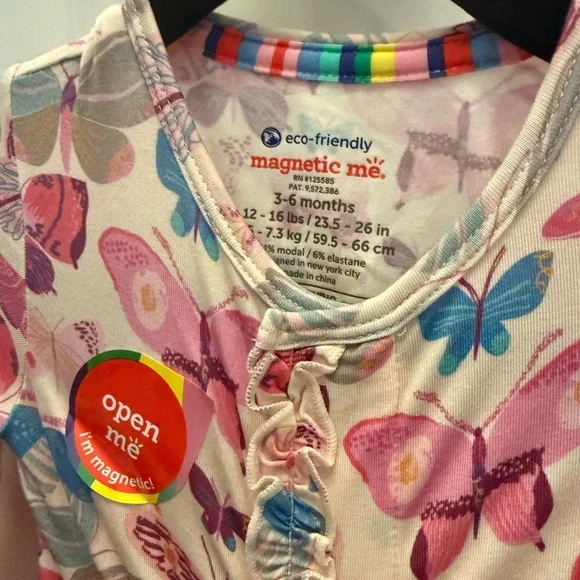 eco-friendly
magnetic me.
RN #125585
PAT. 9,572,386
3-6 months
12 - 16 lbs / 23.5 - 26 in
- 7.3 kg / 59.5 - 66 cm
modal / 6% elastane
in new york city
made in china
open
me
I'm magnetic!